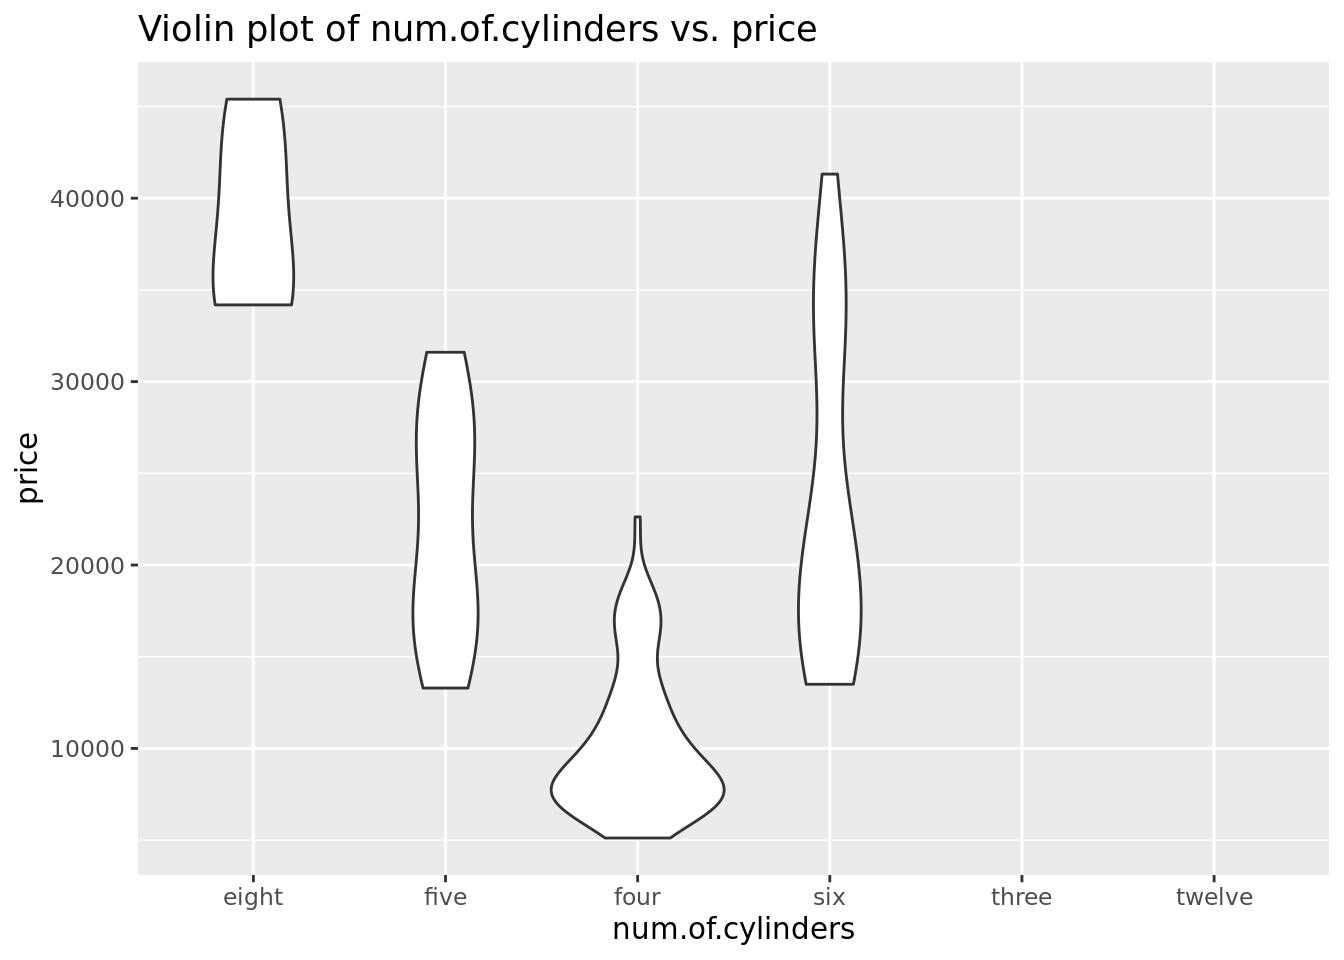 Violin plot of num.of.cylinders vs. price
40000
30000
20000
10000
price
eight five four six three twelve
num.of.cylinders